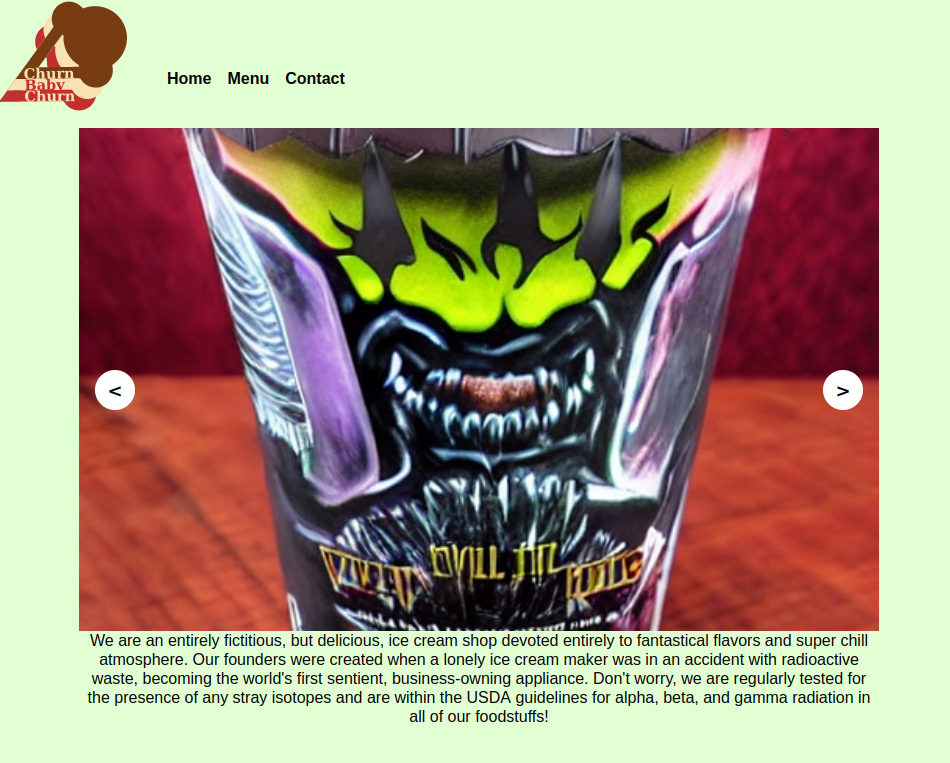 Churn
Baby
Churn
Home Menu Contact
<
>
We are an entirely fictitious, but delicious, ice cream shop devoted entirely to fantastical flavors and super chill
atmosphere. Our founders were created when a lonely ice cream maker was in an accident with radioactive
waste, becoming the world's first sentient, business-owning appliance. Don't worry, we are regularly tested for
the presence of any stray isotopes and are within the USDA guidelines for alpha, beta, and gamma radiation in
all of our foodstuffs!